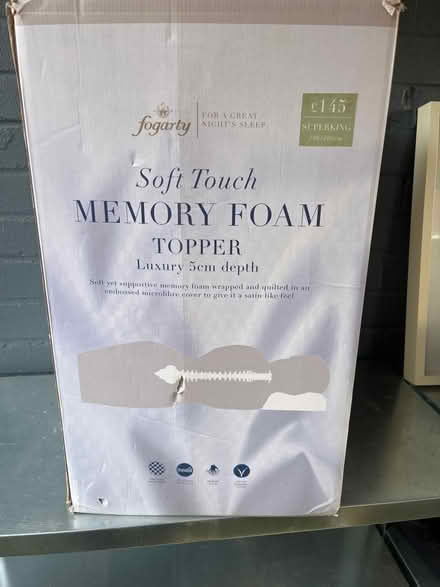 fogarty
FOR A GREAT
NIGHT'S SLEEP
£145
SUPERKING
Soft Touch
MEMORY FOAM
TOPPER
Luxury 5cm depth
Soft yet supportive memory foam wrapped and quilted in an
embossed microfibre cover to give it a satin-like feel